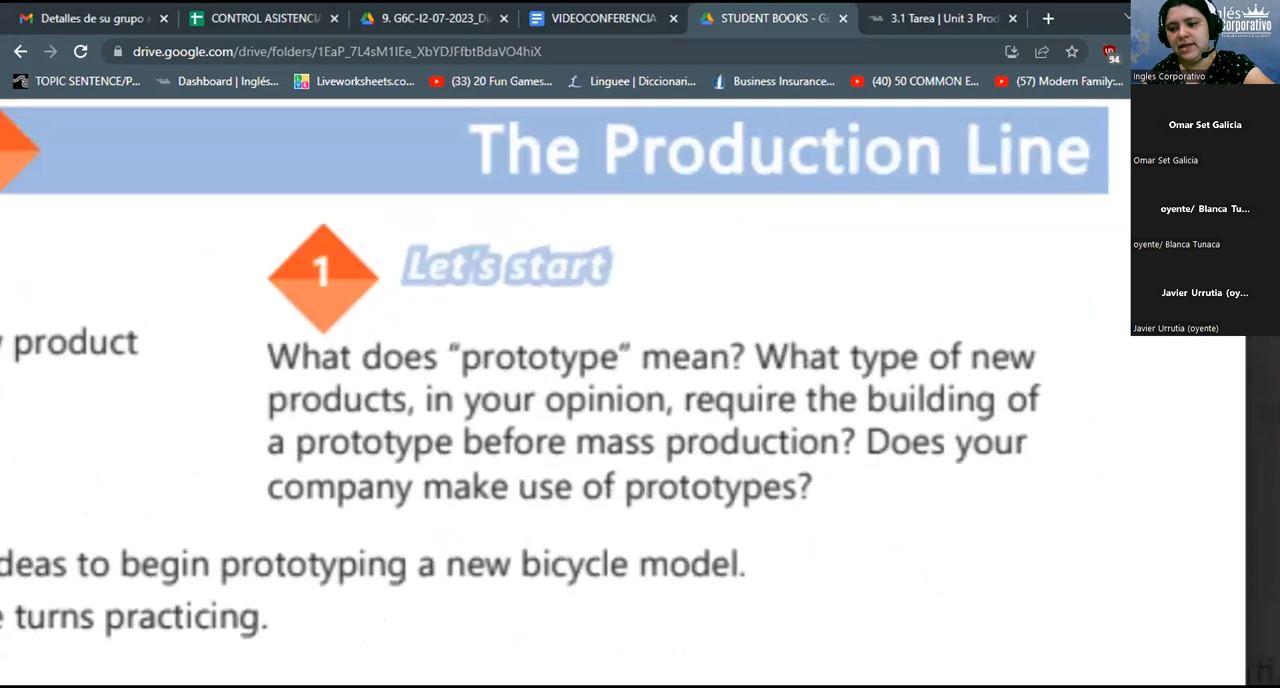 Detalles de su grupo
CONTROL ASISTENCI
9. G6C-I2-07-2023_D
VIDEOCONFERENCIA
STUDENT BOOKS - G
3.1 Tarea | Unit 3 Prod
drive.google.com/drive/folders/1EaP_7L4sM1IEe_XbYDJFfbtBdaVO4hiX
94
TOPIC SENTENCE/P...
Dashboard | Inglés...
Liveworksheets.co...
(33) 20 Fun Games...
Linguee | Diccionari...
Business Insurance...
(40) 50 COMMON E...
(57) Modern Family:...
glés
orporativo
Ingles Corporativo
Omar Set Galicia
Omar Set Galicia
oyente/ Blanca Tu...
oyente/ Blanca Tunaca
Javier Urrutia (oy...
Javier Urrutia (oyente)
The Production Line
1
Let's start
product
What does “prototype” mean? What type of new
products, in your opinion, require the building of
a prototype before mass production? Does your
company make use of prototypes?
deas to begin prototyping a new bicycle model.
e turns practicing.